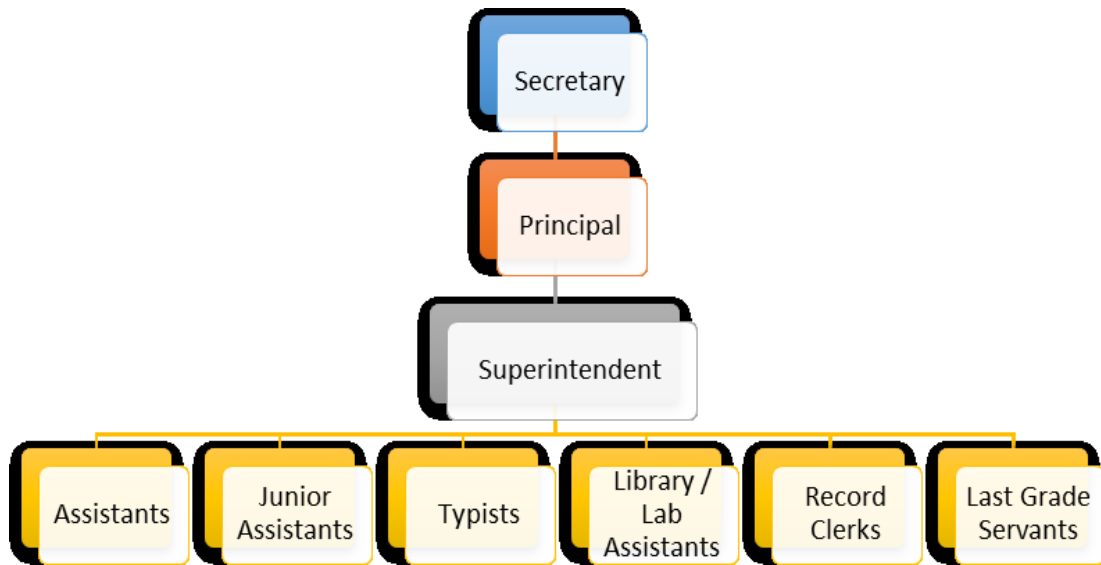 Secretary
Principal
Superintendent
Assistants
Junior
Assistants
Typists
Library /
Lab
Assistants
Record
Clerks
Last Grade
Servants